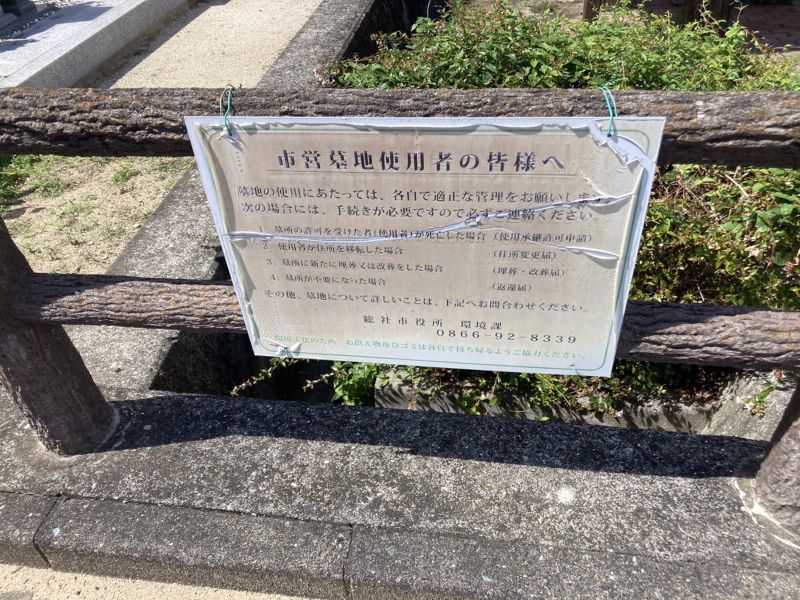 市営墓地使用者の皆様へ
墓地の使用にあたっては、各自で適正な管理をお願いします
次の場合には、手続きが必要ですので必ずご連絡ください。
1．墓所の許可を受けた者(使用者)が死亡した場合 (使用承継許可申請)
2．使用者が住所を移転した場合 (住所変更届)
3．墓所に新たに埋葬又は改葬をした場合 (埋葬・改葬届)
4．墓所が不要になった場合 (返還届)
その他、墓地について詳しいことは、下記へお問合わせください。
総社市役所 環境課
0866-92-8339
化のため、お供え物及びゴミは各自で持ち帰るようご協力ください。